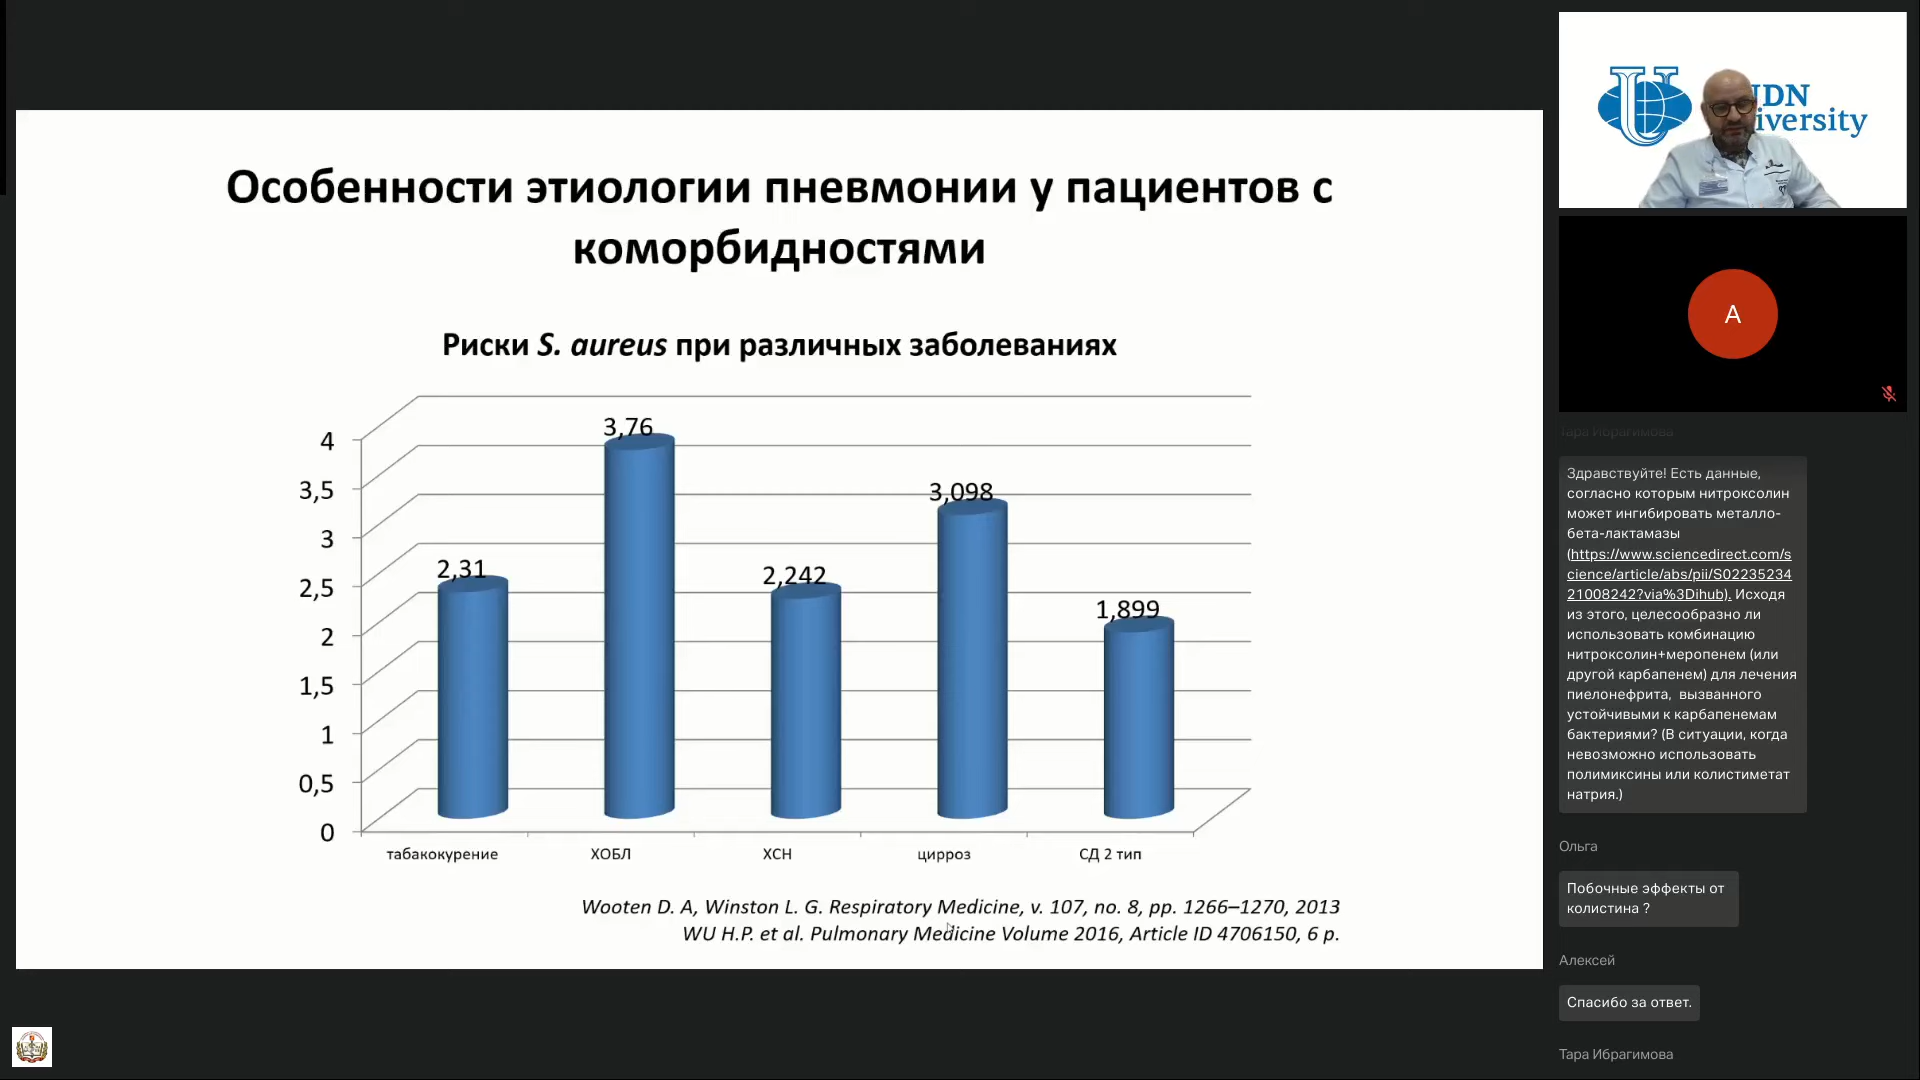 Особенности этиологии пневмонии у пациентов с
коморбидностями
Риски S. aureus при различных заболеваниях
4
3,5
3
2,5
2
1,5
1
0,5
0
2,31
3,76
2,242
3,098
1,899
табакокурение
ХОБЛ
ХСН
цирроз
СД 2 тип
Wooten D. A, Winston L. G. Respiratory Medicine, v. 107, no. 8, pp. 1266–1270, 2013
WU H.P. et al. Pulmonary Medicine Volume 2016, Article ID 4706150, 6 p.
U
DN
iversity
A
Тара Ибрагимова
Здравствуйте! Есть данные,
согласно которым нитроксолин
может ингибировать металло-
бета-лактамазы
(https://www.sciencedirect.com/s
cience/article/abs/pii/S02235234
21008242?via%3Dihub). Исходя
из этого, целесообразно ли
использовать комбинацию
нитроксолин+меропенем (или
другой карбапенем) для лечения
пиелонефрита,  вызванного
устойчивыми к карбапенемам
бактериями? (В ситуации, когда
невозможно использовать
полимиксины или колистиметат
натрия.)
Ольга
Побочные эффекты от
колистина ?
Алексей
Спасибо за ответ.
Тара Ибрагимова